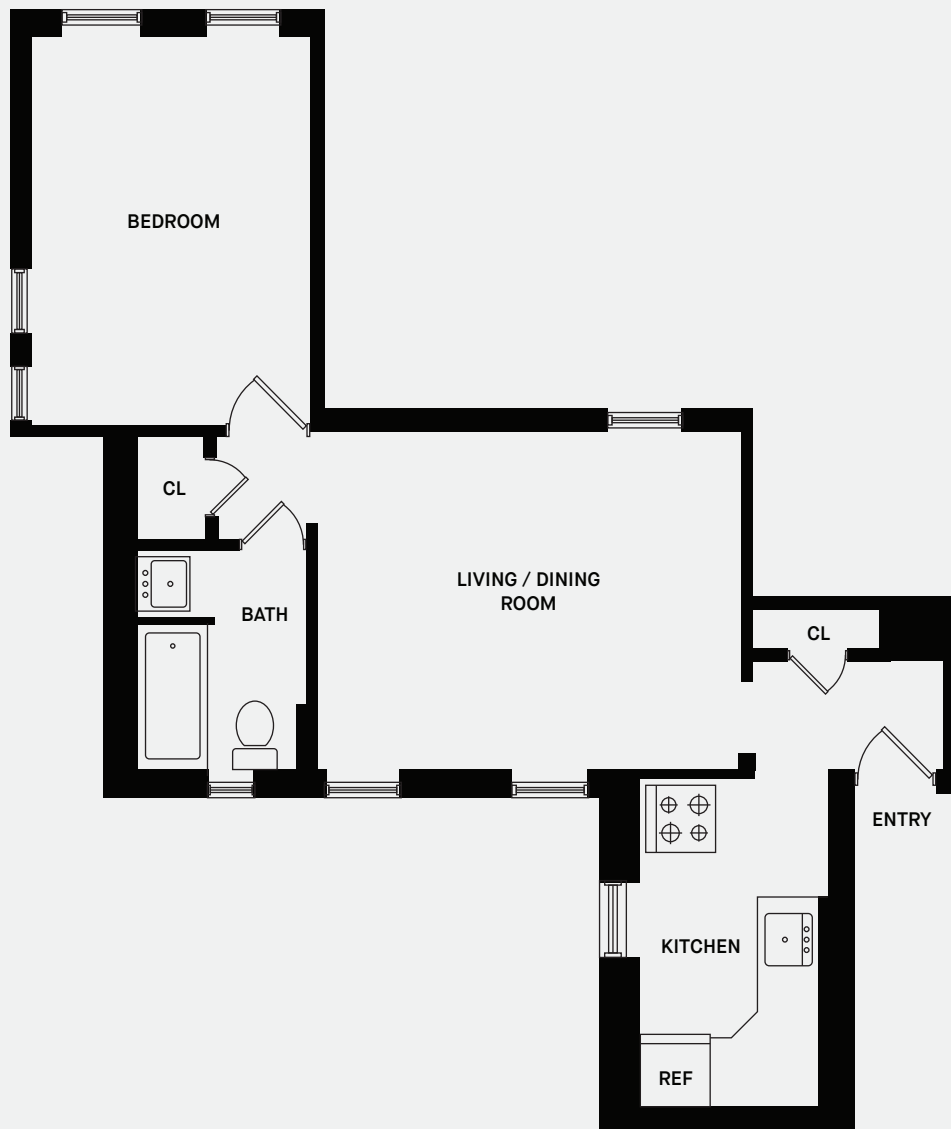 BEDROOM
CL
LIVING / DINING
ROOM
BATH
CL
ENTRY
KITCHEN
REF